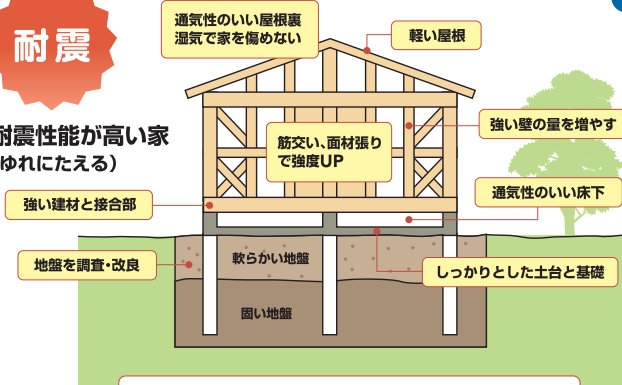 耐震
通気性のいい屋根裏
湿気で家を傷めない
軽い屋根
耐震性能が高い家
ゆれにたえる）
筋交い、面材張り
で強度UP
強い壁の量を増やす
強い建材と接合部
通気性のいい床下
地盤を調査・改良
軟らかい地盤
しっかりとした土台と基礎
固い地盤